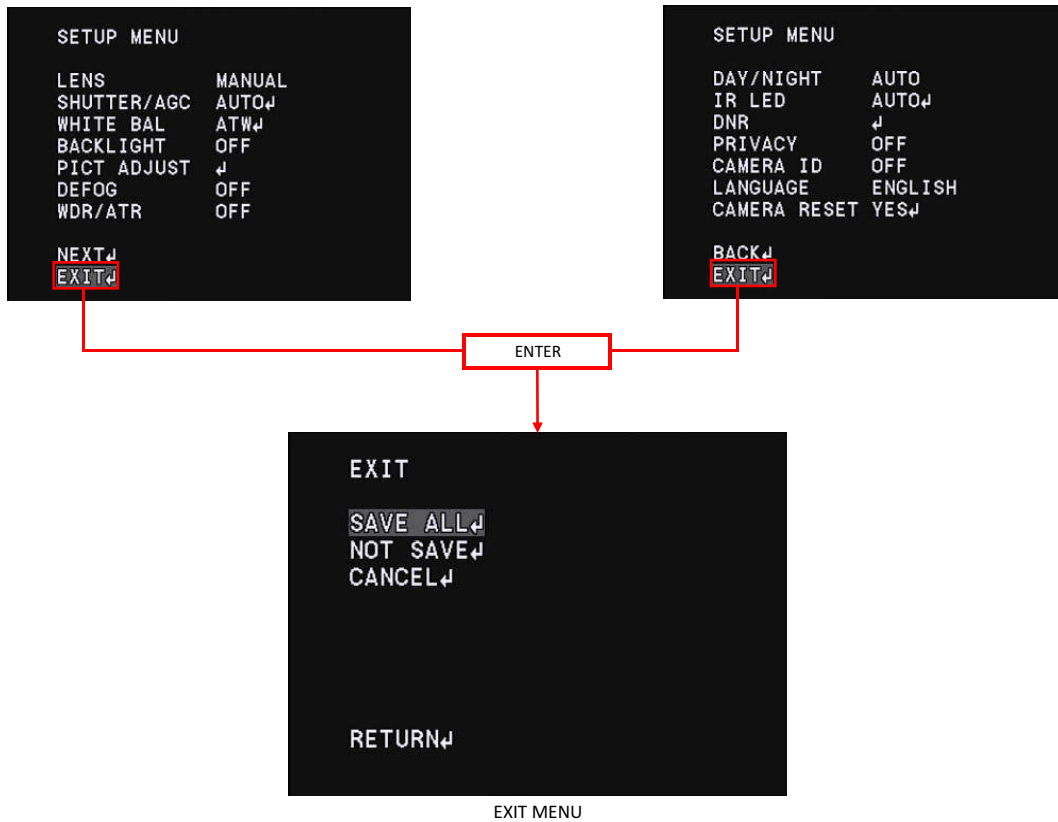 SETUP MENU
LENS MANUAL
SHUTTER/AGC AUTO↲
WHITE BAL ATW↲
BACKLIGHT OFF
PICT ADJUST ↲
DEFOG OFF
WDR/ATR OFF
NEXT↲
EXIT↲
SETUP MENU
DAY/NIGHT AUTO
IR LED AUTO↲
DNR ↲
PRIVACY OFF
CAMERA ID OFF
LANGUAGE ENGLISH
CAMERA RESET YES↲
BACK↲
EXIT↲
ENTER
EXIT
SAVE ALL↲
NOT SAVE↲
CANCEL↲
RETURN↲
EXIT MENU